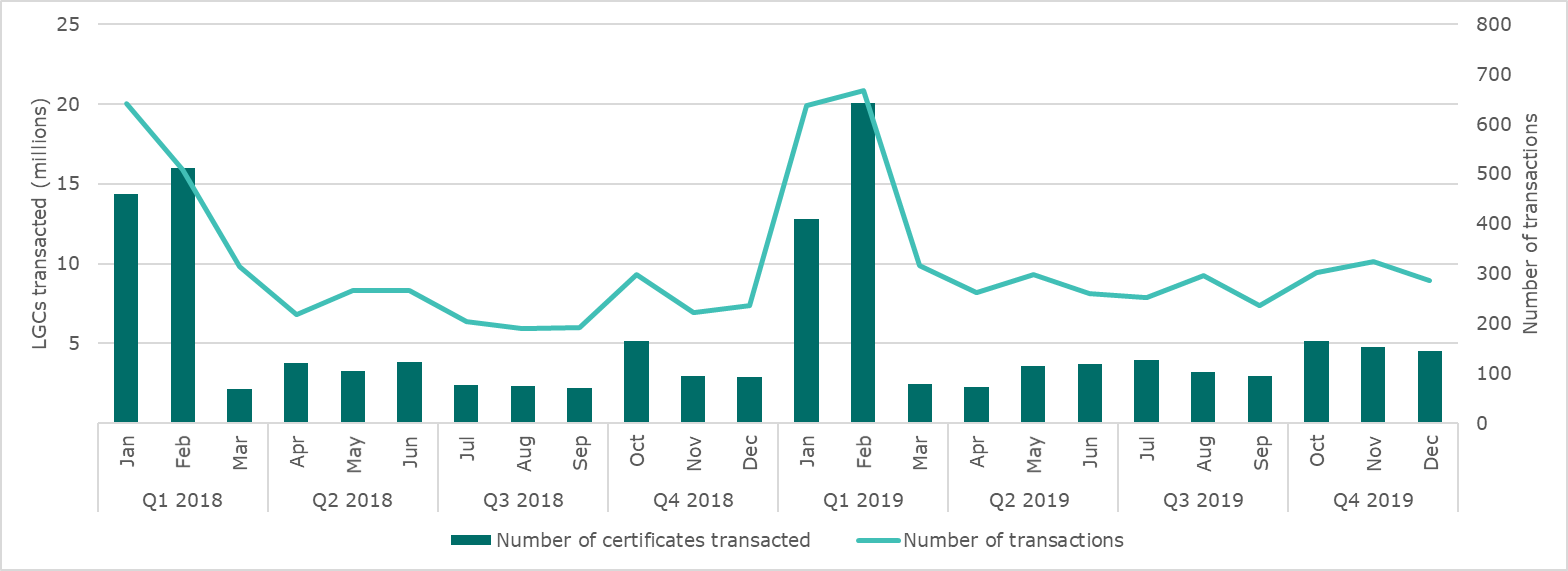 25
20
15
10
5
LGCs transacted (millions)
800
700
600
500
400
300
200
100
0
Number of transactions
Jan Feb Mar Apr May Jun Jul Aug Sep Oct Nov Dec Jan Feb Mar Apr May Jun Jul Aug Sep Oct Nov Dec
Q1 2018 Q2 2018 Q3 2018 Q4 2018 Q1 2019 Q2 2019 Q3 2019 Q4 2019
Number of certificates transacted Number of transactions